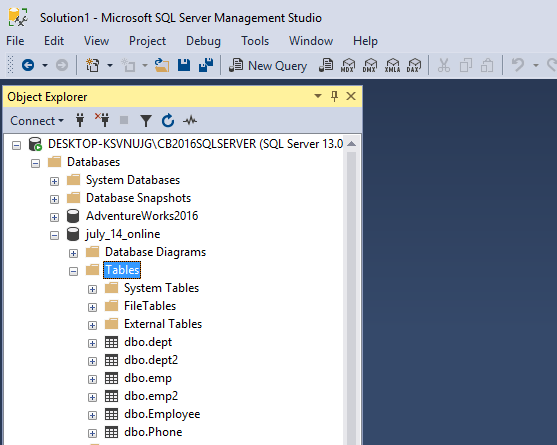 Solution1 - Microsoft SQL Server Management Studio
File Edit View Project Debug Tools Window Help
New Query MDX DMX XMLA DAX
Object Explorer
Connect
DESKTOP-KSVNUJG\CB2016SQLSERVER (SQL Server 13.0
Databases
System Databases
Database Snapshots
AdventureWorks2016
july_14_online
Database Diagrams
Tables
System Tables
FileTables
External Tables
dbo.dept
dbo.dept2
dbo.emp
dbo.emp2
dbo.Employee
dbo.Phone